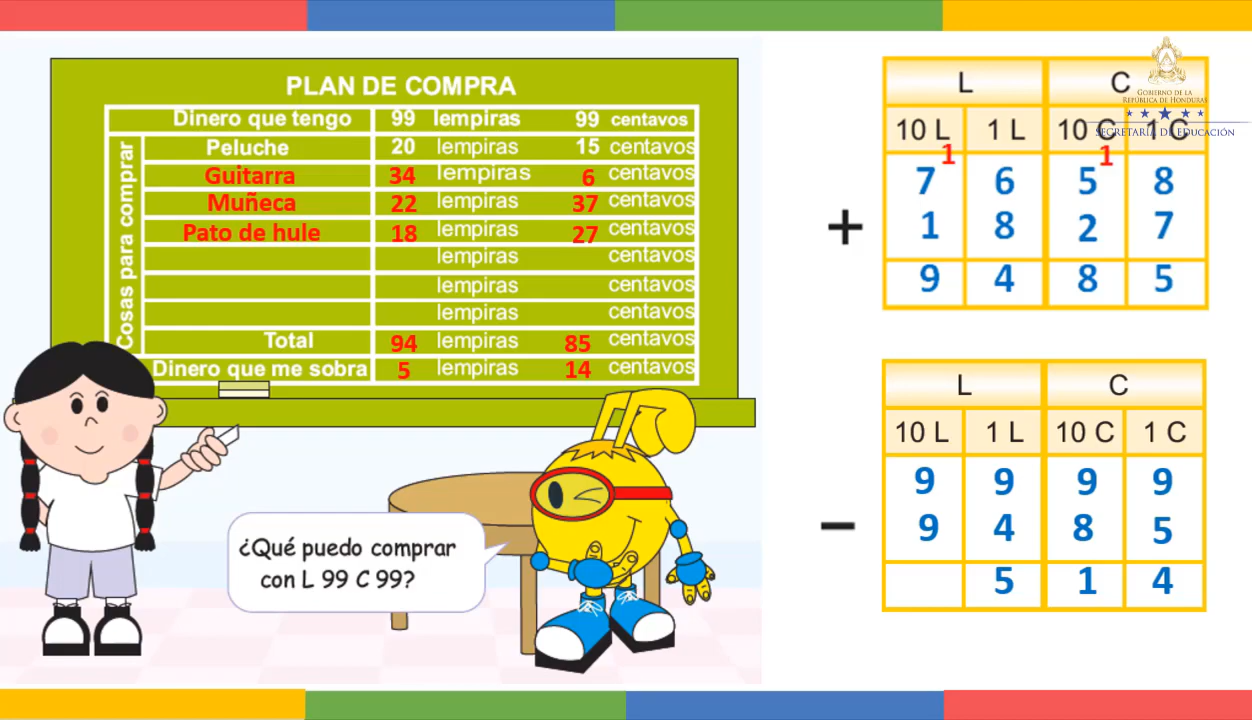 PLAN DE COMPRA
Dinero que tengo 99 lempiras 99 centavos
Cosas para comprar
Peluche 20 lempiras 15 centavos
Guitarra 34 lempiras 6 centavos
Muñeca 22 lempiras 37 centavos
Pato de hule 18 lempiras 27 centavos
lempiras centavos
lempiras centavos
lempiras centavos
Total 94 lempiras 85 centavos
Dinero que me sobra 5 lempiras 14 centavos
¿Qué puedo comprar
con L 99 C 99?
L C
10 L 1 L 10 C 1 C
1 1
7 6 5 8
+ 1 8 2 7
9 4 8 5
GOBIERNO DE LA
REPÚBLICA DE HONDURAS
SECRETARÍA DE EDUCACIÓN
L C
10 L 1 L 10 C 1 C
9 9 9 9
− 9 4 8 5
5 1 4